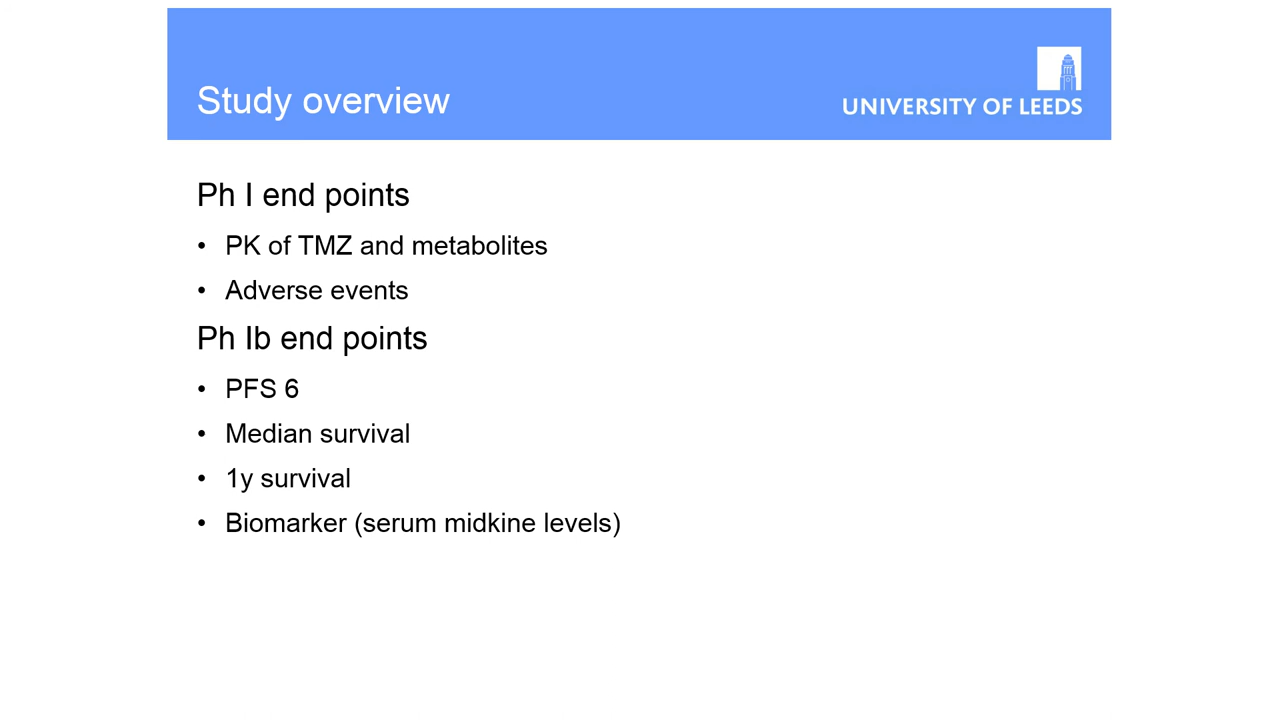 Study overview
UNIVERSITY OF LEEDS
Ph I end points
• PK of TMZ and metabolites
• Adverse events
Ph Ib end points
• PFS 6
• Median survival
• 1y survival
• Biomarker (serum midkine levels)